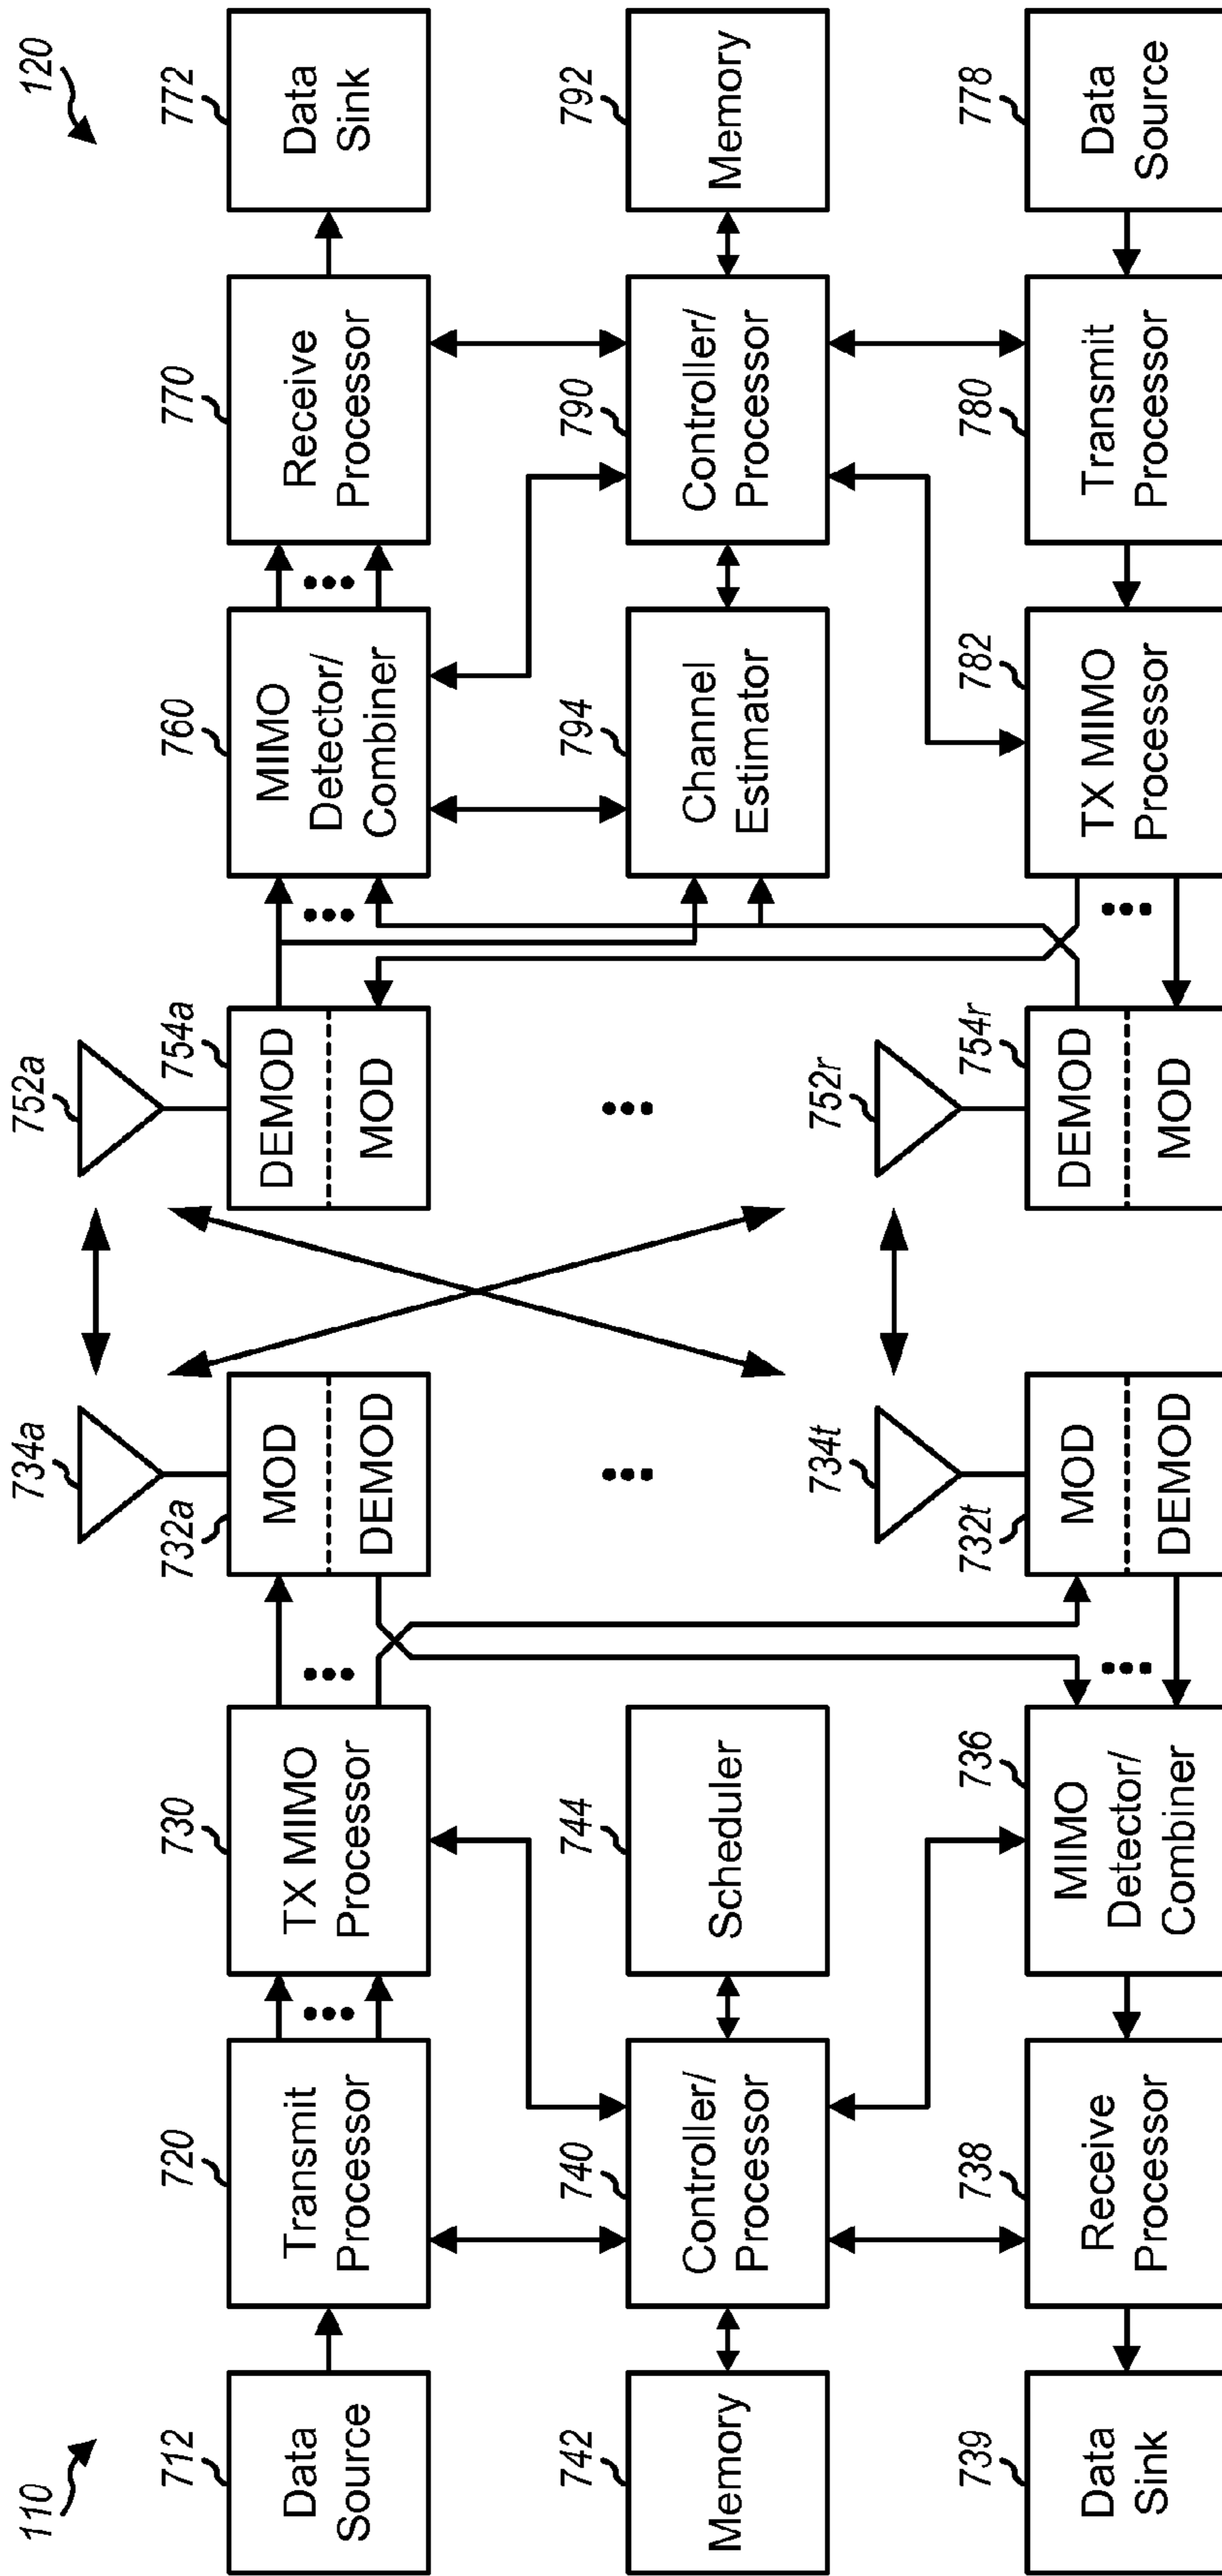 110
120
712
Data
Source
720
Transmit
Processor
730
TX MIMO
Processor
•••
•••
732a
734a
MOD
DEMOD
752a
754a
DEMOD
MOD
•••
760
MIMO
Detector/
Combiner
•••
770
Receive
Processor
772
Data
Sink
742
Memory
740
Controller/
Processor
744
Scheduler
•••
•••
794
Channel
Estimator
790
Controller/
Processor
792
Memory
739
Data
Sink
738
Receive
Processor
736
MIMO
Detector/
Combiner
•••
732t
734t
MOD
DEMOD
752r
754r
DEMOD
MOD
•••
782
TX MIMO
Processor
780
Transmit
Processor
778
Data
Source